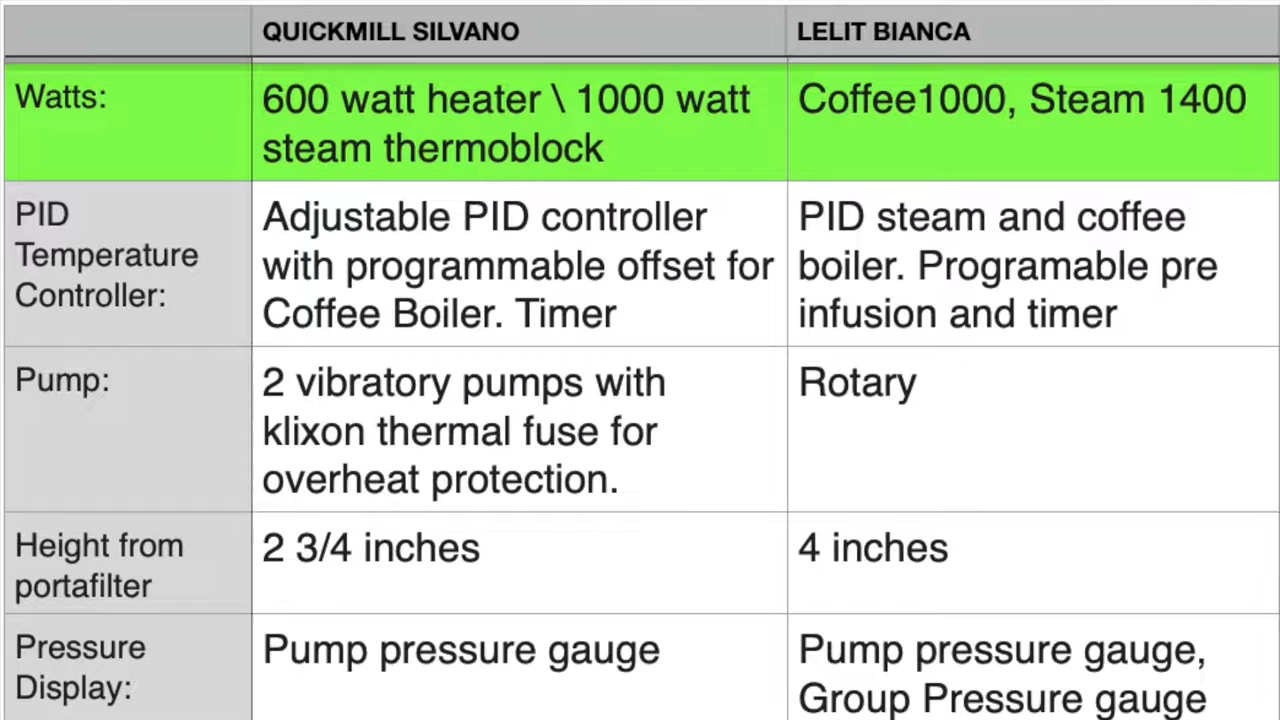 QUICKMILL SILVANO
LELIT BIANCA
Watts:
600 watt heater \ 1000 watt
steam thermoblock
Coffee1000, Steam 1400
PID
Temperature
Controller:
Adjustable PID controller
with programmable offset for
Coffee Boiler. Timer
PID steam and coffee
boiler. Programable pre
infusion and timer
Pump:
2 vibratory pumps with
klixon thermal fuse for
overheat protection.
Rotary
Height from
portafilter
2 3/4 inches
4 inches
Pressure
Display:
Pump pressure gauge
Pump pressure gauge,
Group Pressure gauge